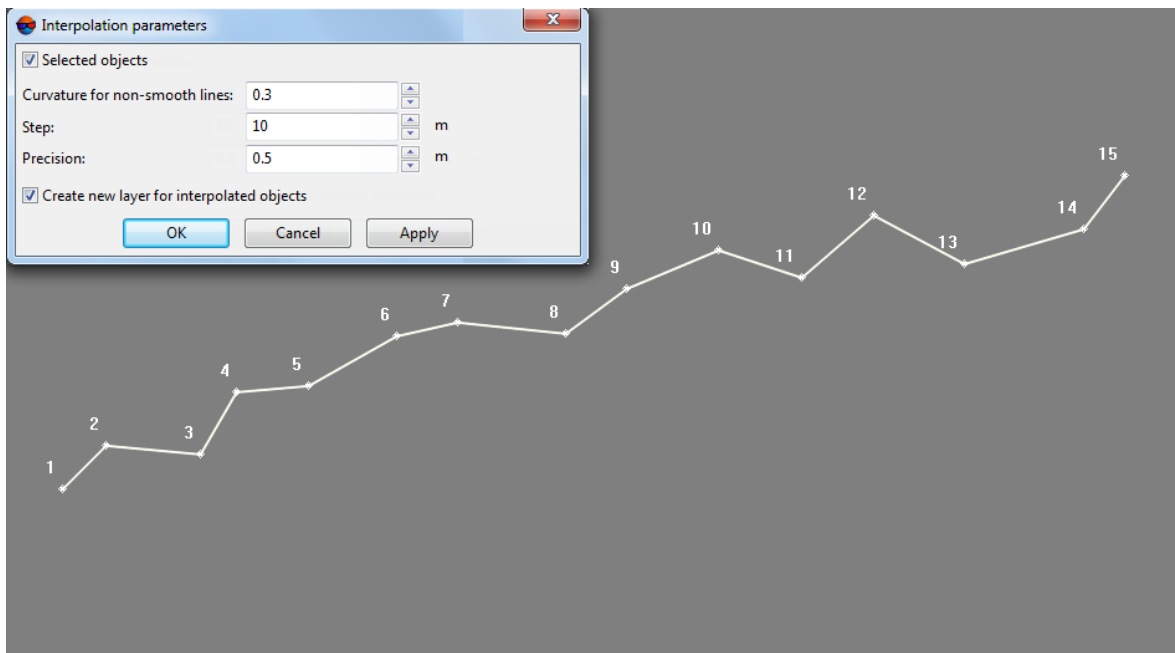 Interpolation parameters
Selected objects
Curvature for non-smooth lines: 0.3
Step: 10 m
Precision: 0.5 m
Create new layer for interpolated objects
OK Cancel Apply
1
2
3
4
5
6
7
8
9
10
11
12
13
14
15